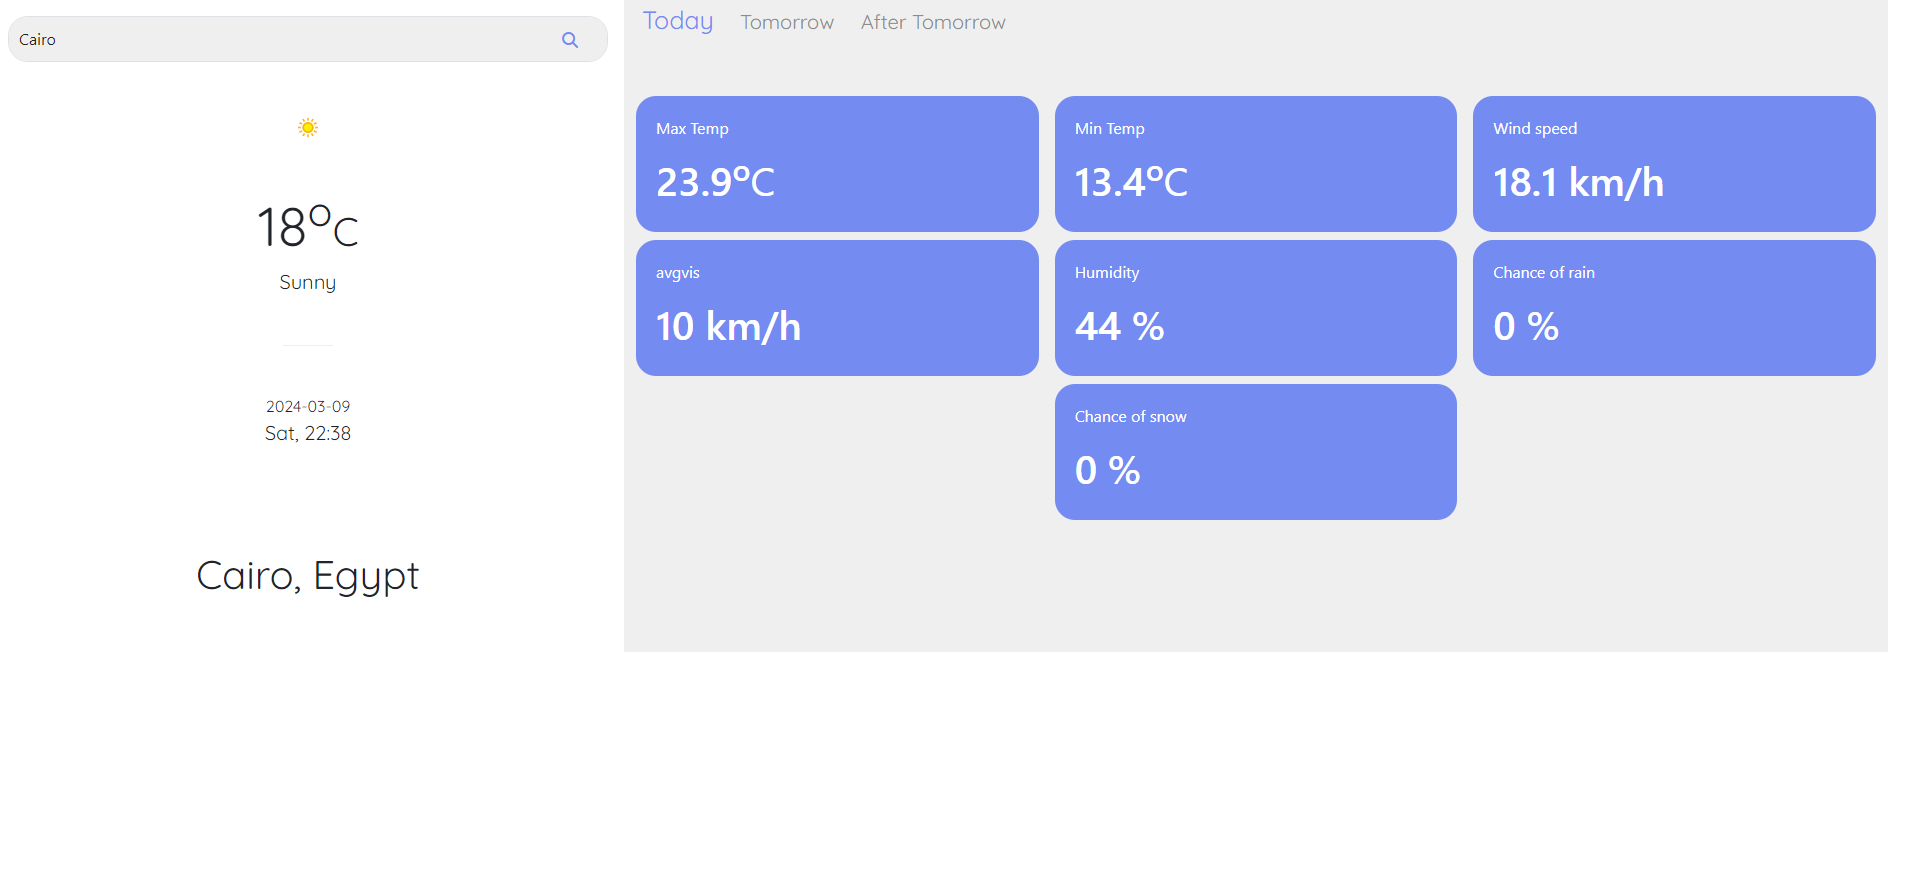 Cairo
18°C
Sunny
2024-03-09
Sat, 22:38
Cairo, Egypt
Today Tomorrow After Tomorrow
Max Temp
23.9°C
Min Temp
13.4°C
Wind speed
18.1 km/h
avgvis
10 km/h
Humidity
44 %
Chance of rain
0 %
Chance of snow
0 %